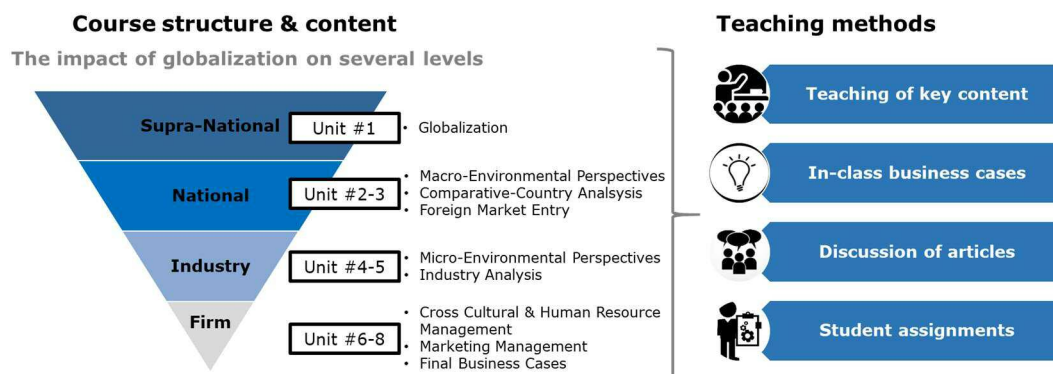 Course structure & content
The impact of globalization on several levels
Supra-National
Unit #1
• Globalization
National
Unit #2-3
• Macro-Environmental Perspectives
• Comparative-Country Analysis
• Foreign Market Entry
Industry
Unit #4-5
• Micro-Environmental Perspectives
• Industry Analysis
Firm
Unit #6-8
• Cross Cultural & Human Resource
Management
• Marketing Management
• Final Business Cases
Teaching methods
Teaching of key content
In-class business cases
Discussion of articles
Student assignments